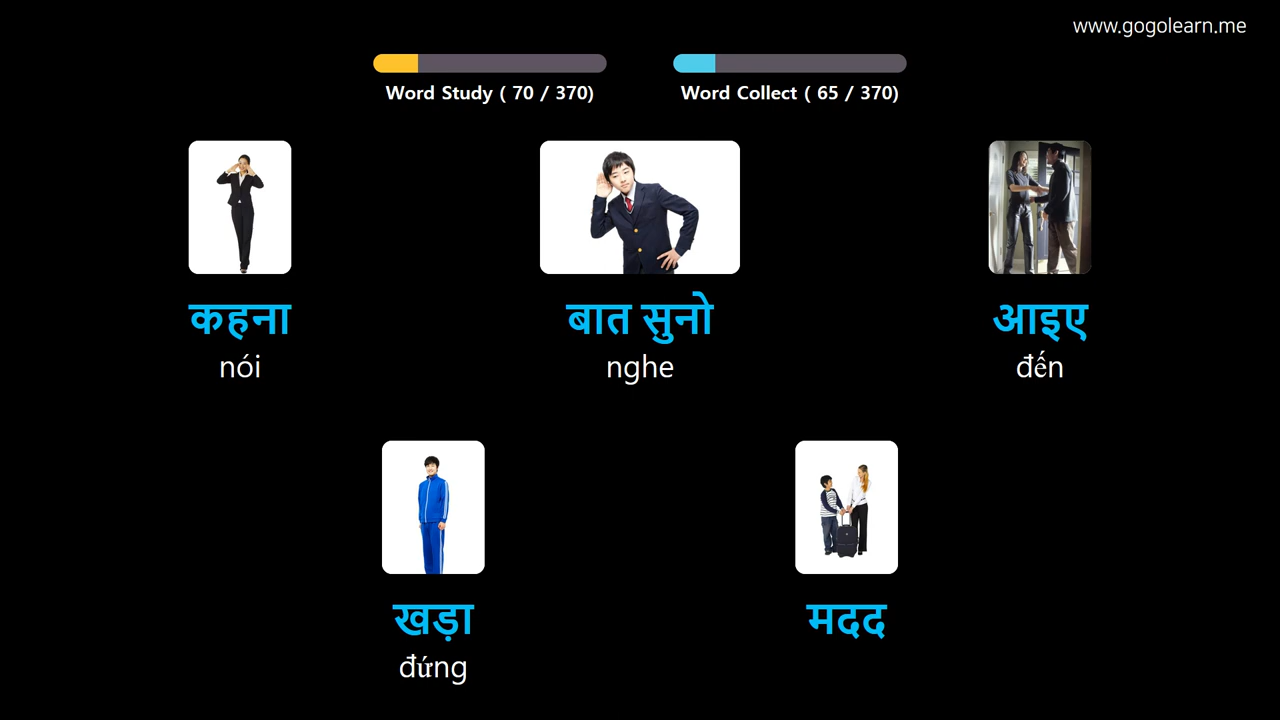 www.gogolearn.me
Word Study ( 70 / 370)
Word Collect ( 65 / 370)
कहना
nói
बात सुनो
nghe
आइए
đến
खड़ा
đứng
मदद